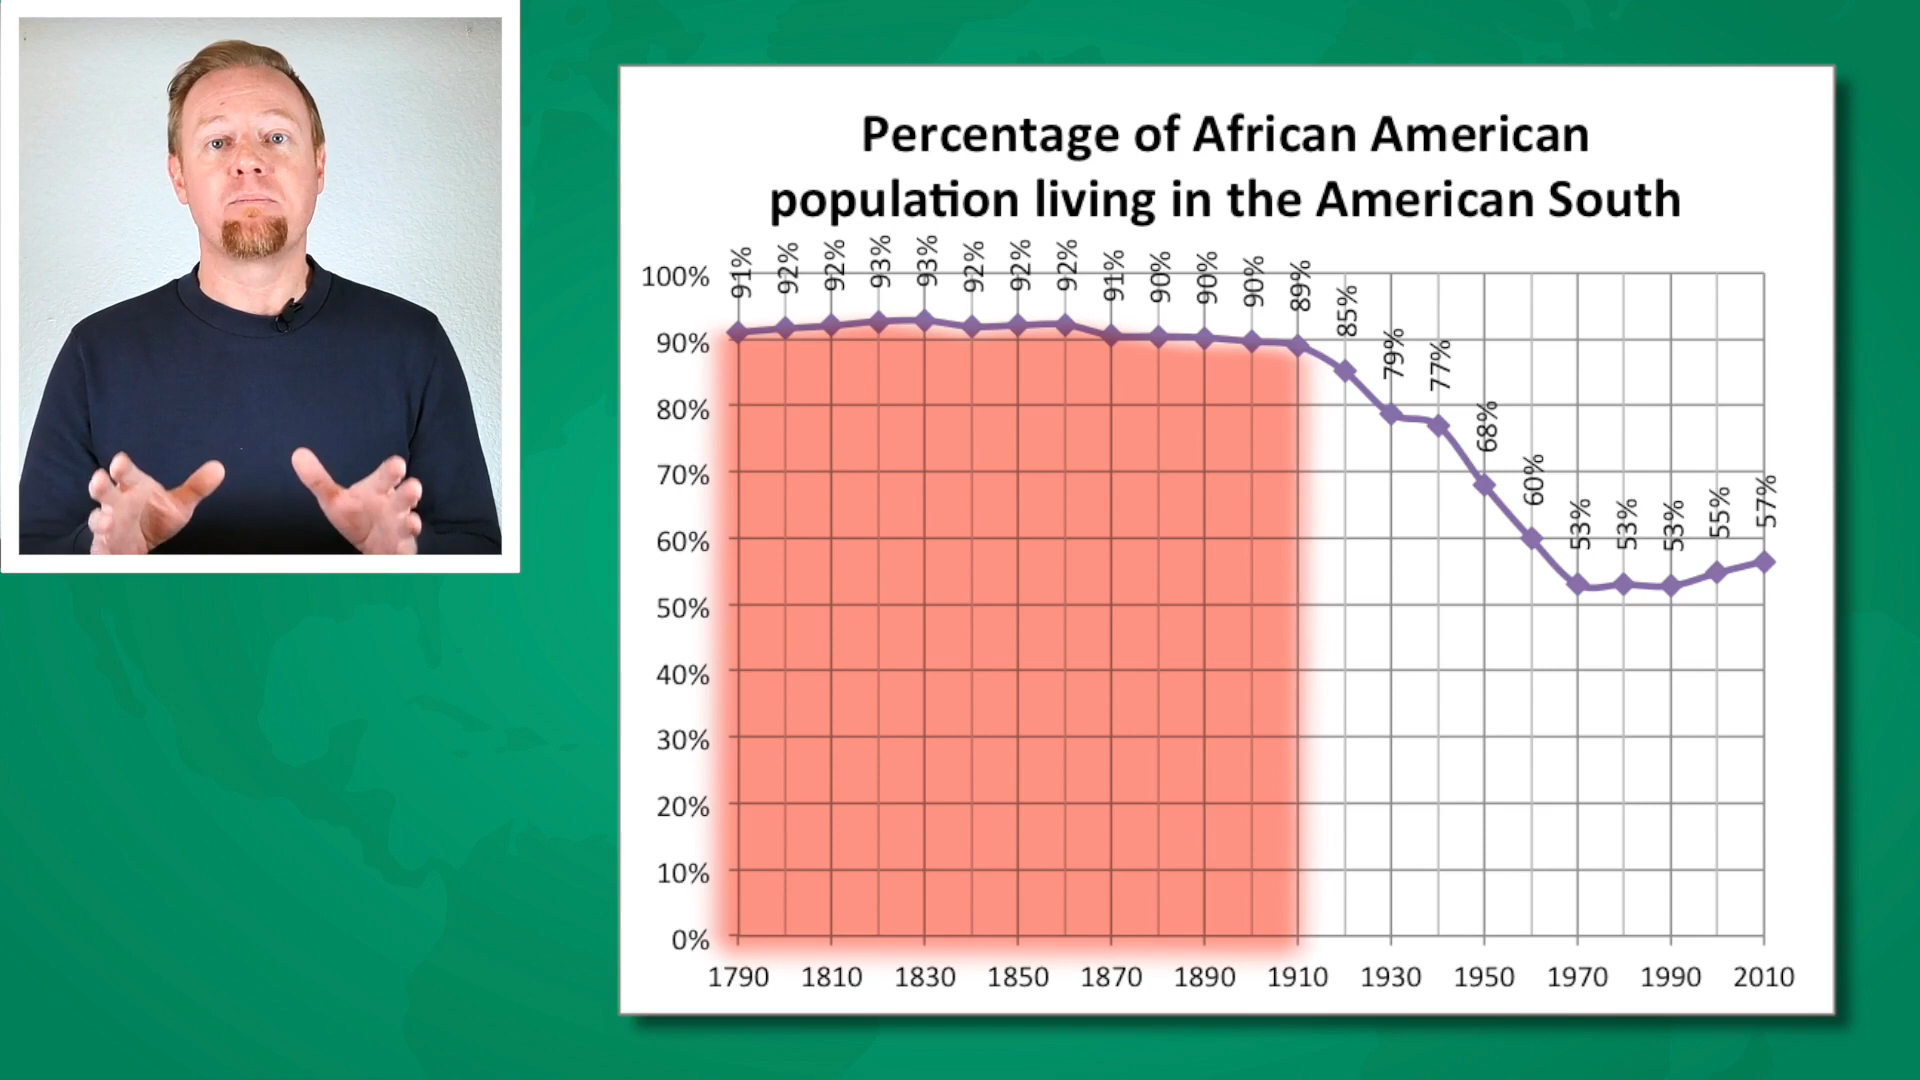 Percentage of African American
population living in the American South
91% 92% 92% 93% 93% 92% 92% 92% 91% 90% 90% 90% 89% 85% 79% 77% 68% 60% 53% 53% 53% 55% 57%
100%
90%
80%
70%
60%
50%
40%
30%
20%
10%
0%
1790 1810 1830 1850 1870 1890 1910 1930 1950 1970 1990 2010